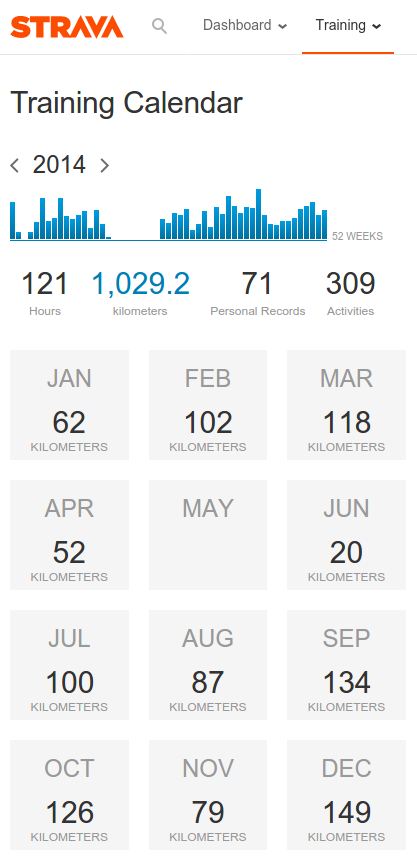 STRAVA Dashboard Training
Training Calendar
2014
52 WEEKS
121 1,029.2 71 309
Hours kilometers Personal Records Activities
JAN FEB MAR
62 102 118
KILOMETERS KILOMETERS KILOMETERS
APR MAY JUN
52 20
KILOMETERS KILOMETERS
JUL AUG SEP
100 87 134
KILOMETERS KILOMETERS KILOMETERS
OCT NOV DEC
126 79 149
KILOMETERS KILOMETERS KILOMETERS